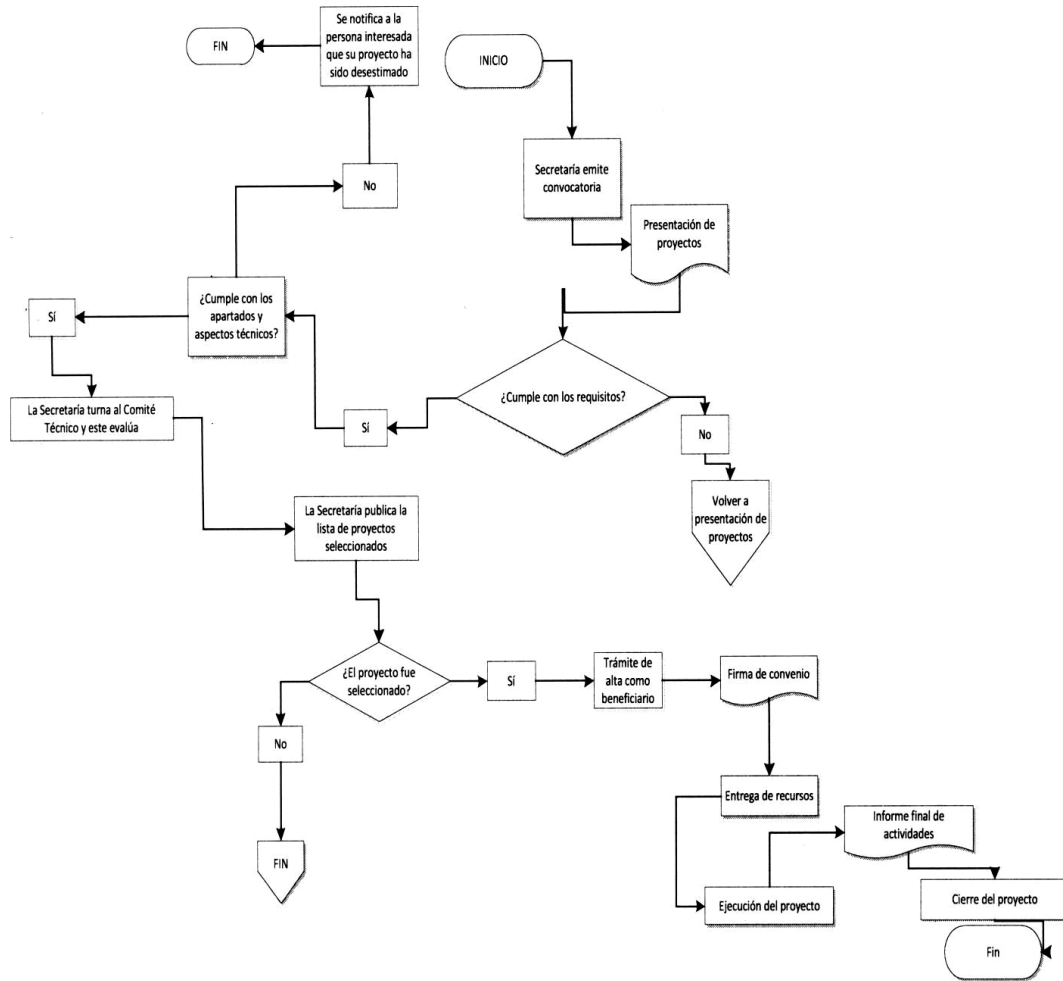 INICIO
Secretaría emite
convocatoria
Presentación de
proyectos
¿Cumple con los requisitos?
No
Volver a
presentación de
proyectos
Sí
¿Cumple con los
apartados y
aspectos técnicos?
No
Se notifica a la
persona interesada
que su proyecto ha
sido desestimado
FIN
Sí
La Secretaría turna al Comité
Técnico y este evalúa
La Secretaría publica la
lista de proyectos
seleccionados
¿El proyecto fue
seleccionado?
No
FIN
Sí
Trámite de
alta como
beneficiario
Firma de convenio
Entrega de recursos
Ejecución del proyecto
Informe final de
actividades
Cierre del proyecto
Fin